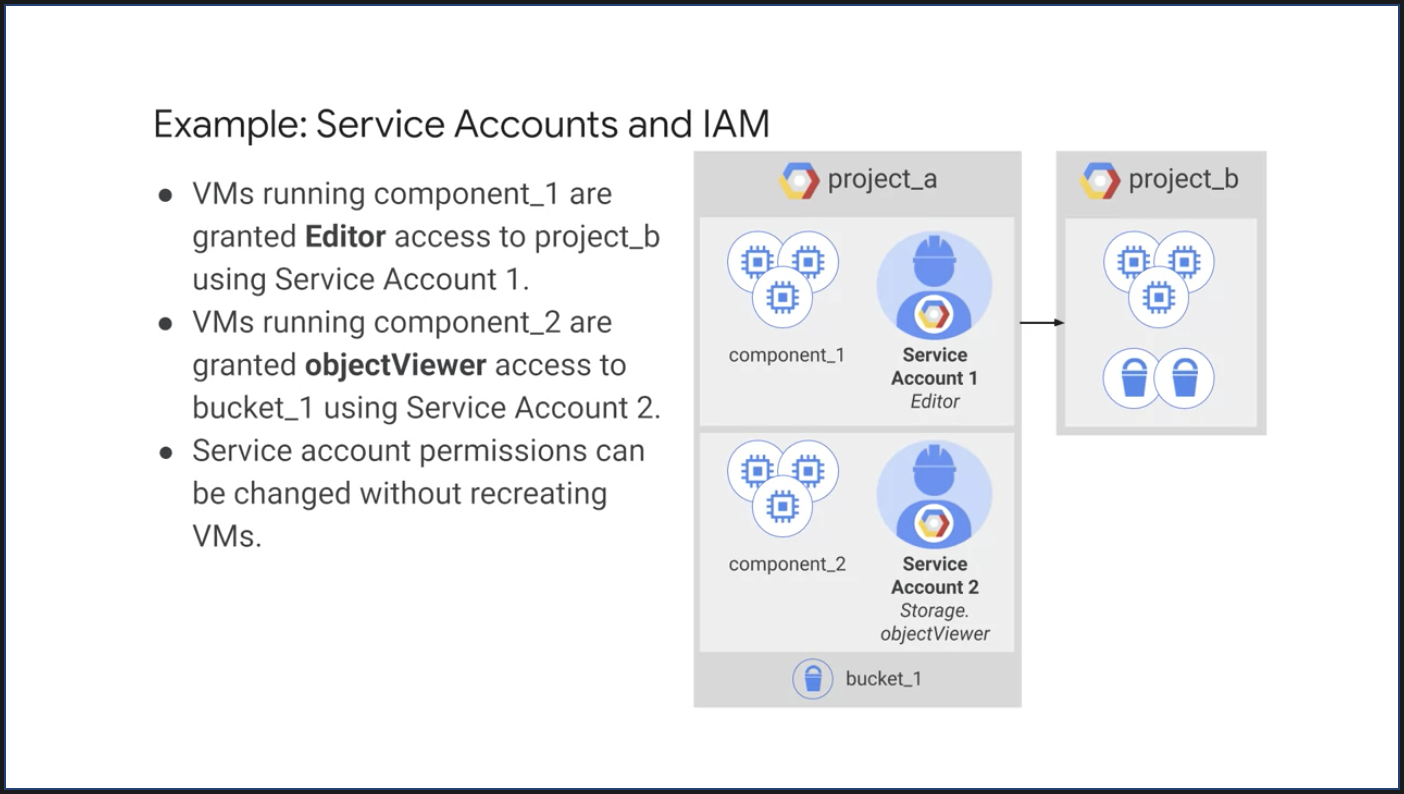 Example: Service Accounts and IAM
● VMs running component_1 are
granted Editor access to project_b
using Service Account 1.
● VMs running component_2 are
granted objectViewer access to
bucket_1 using Service Account 2.
● Service account permissions can
be changed without recreating
VMs.
project_a
component_1
Service
Account 1
Editor
component_2
Service
Account 2
Storage.
objectViewer
bucket_1
project_b